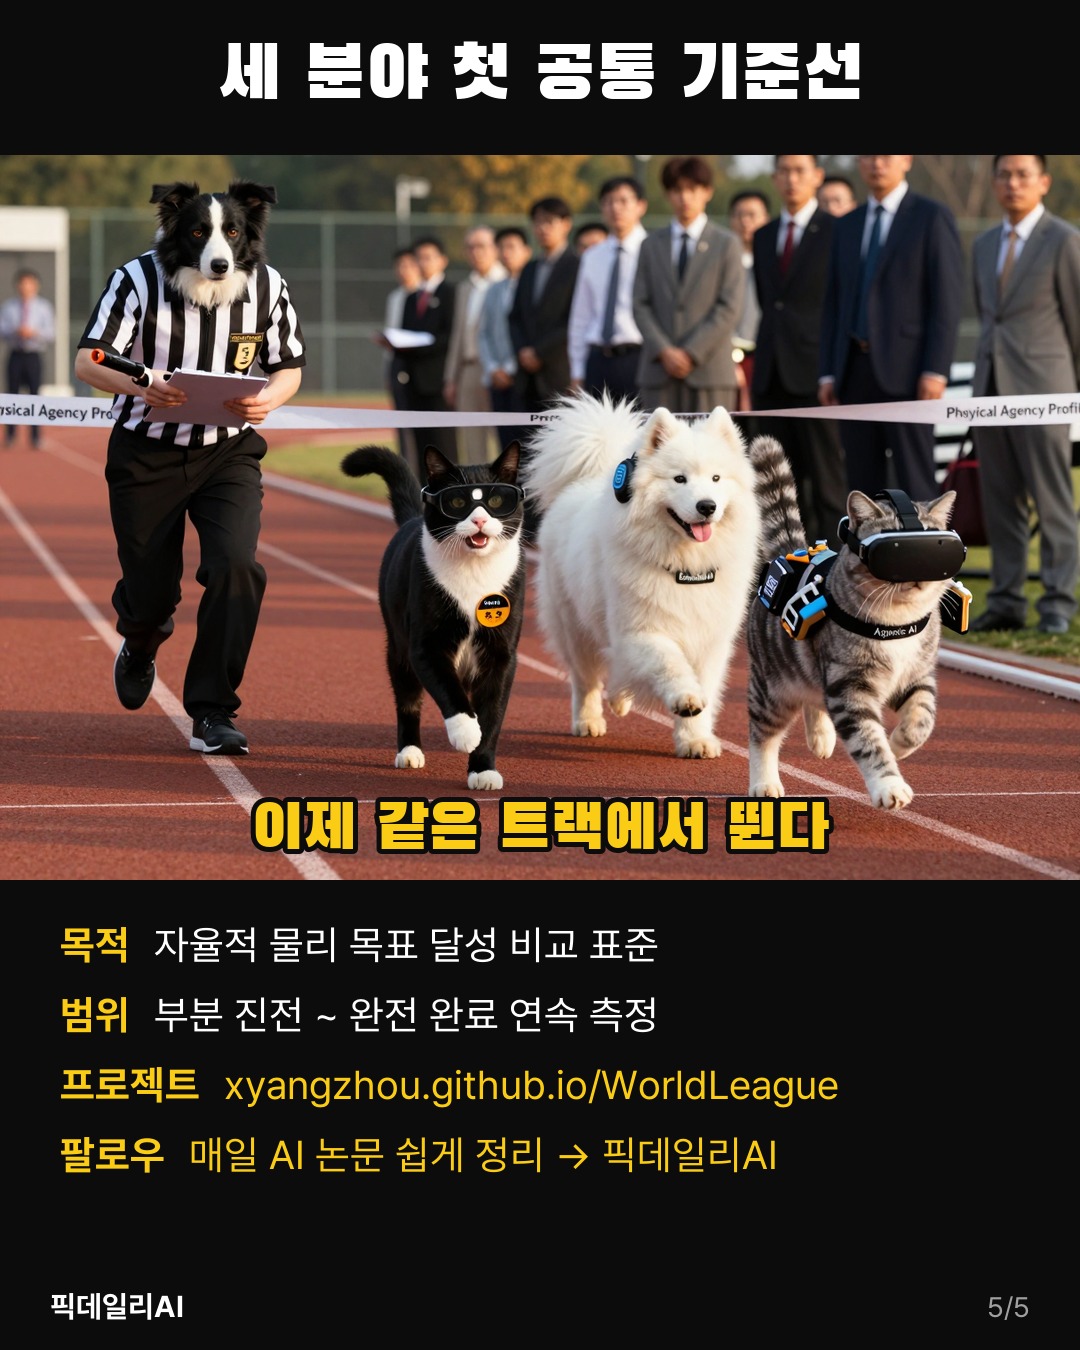 세 분야 첫 공통 기준선
Physical Agency Profil
Agentic AI
이제 같은 트랙에서 뛴다
목적 자율적 물리 목표 달성 비교 표준
범위 부분 진전 ~ 완전 완료 연속 측정
프로젝트 xyangzhou.github.io/WorldLeague
팔로우 매일 AI 논문 쉽게 정리 → 픽데일리AI
픽데일리AI
5/5